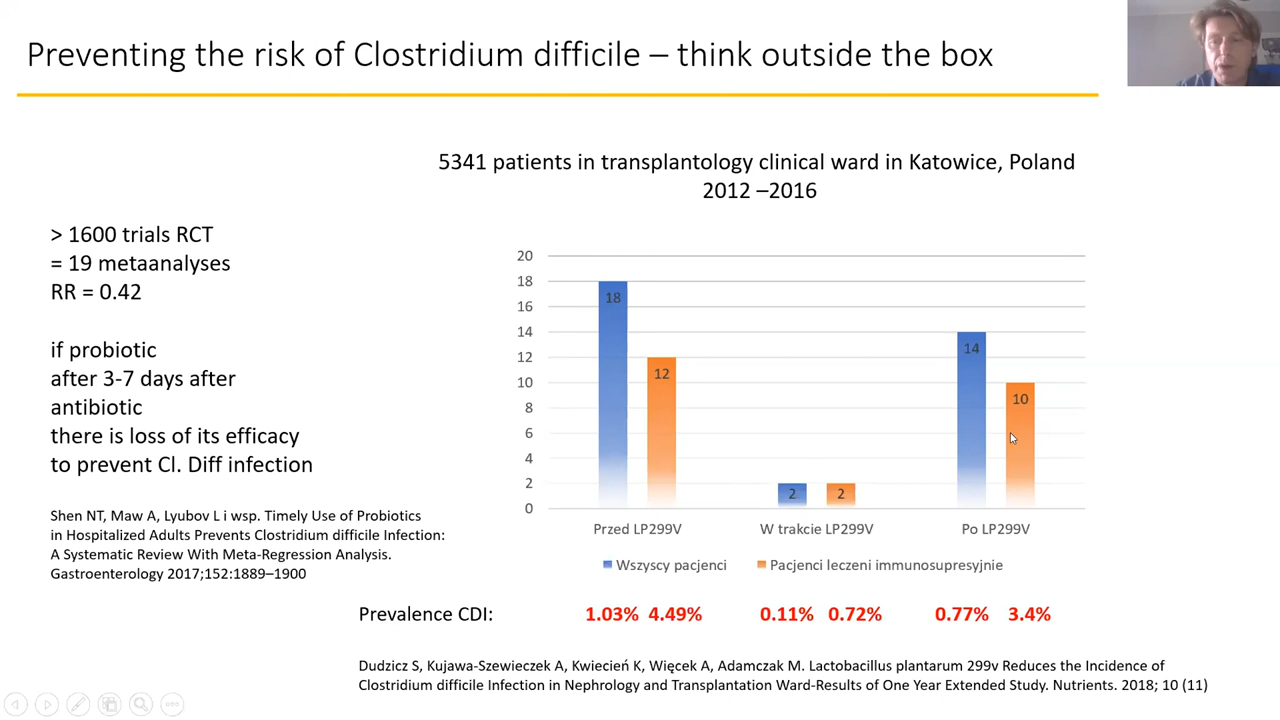 Preventing the risk of Clostridium difficile – think outside the box
5341 patients in transplantology clinical ward in Katowice, Poland
2012 –2016
> 1600 trials RCT
= 19 metaanalyses
RR = 0.42
if probiotic
after 3-7 days after
antibiotic
there is loss of its efficacy
to prevent Cl. Diff infection
Shen NT, Maw A, Lyubov L i wsp. Timely Use of Probiotics
in Hospitalized Adults Prevents Clostridium difficile Infection:
A Systematic Review With Meta-Regression Analysis.
Gastroenterology 2017;152:1889–1900
20
18
16
14
12
10
8
6
4
2
0
18
12
2
2
14
10
Przed LP299V
W trakcie LP299V
Po LP299V
Wszyscy pacjenci
Pacjenci leczeni immunosupresyjnie
Prevalence CDI: 1.03% 4.49% 0.11% 0.72% 0.77% 3.4%
Dudzicz S, Kujawa-Szewieczek A, Kwiecień K, Więcek A, Adamczak M. Lactobacillus plantarum 299v Reduces the Incidence of
Clostridium difficile Infection in Nephrology and Transplantation Ward-Results of One Year Extended Study. Nutrients. 2018; 10 (11)